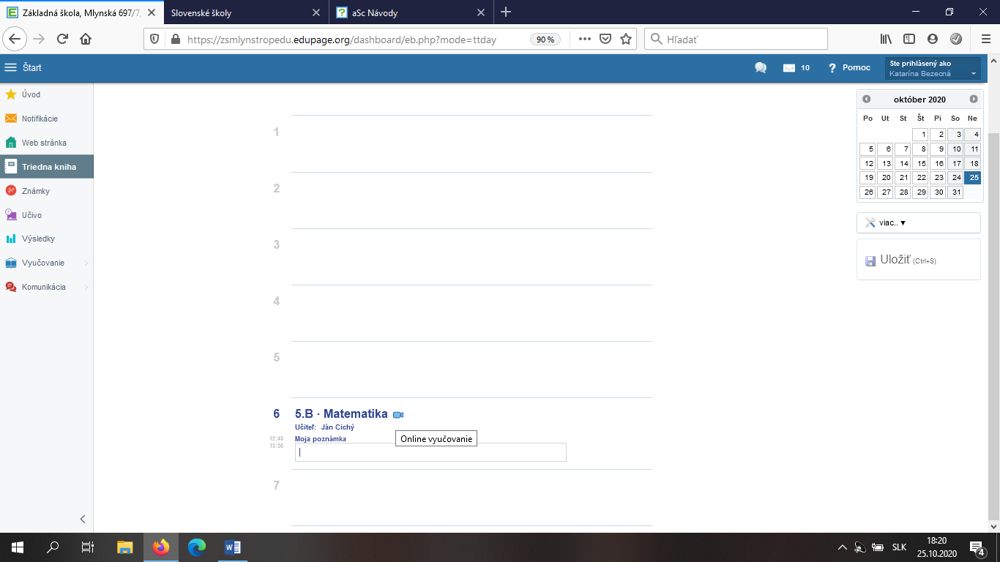 Základná škola, Mlynská 697/7,
Slovenské školy
aSc Návody
https://zsmlynstropedu.edupage.org/dashboard/eb.php?mode=ttday
90 %
Hľadať
Štart
10
Pomoc
Ste prihlásený ako
Katarína Bezecná
Úvod
Notifikácie
Web stránka
Triedna kniha
Známky
Učivo
Výsledky
Vyučovanie
Komunikácia
1
2
3
4
5
6
5.B · Matematika
Učiteľ: Ján Cichý
12:45
13:30
Moja poznámka
Online vyučovanie
7
október 2020
Po Ut St Št Pi So Ne
1 2 3 4
5 6 7 8 9 10 11
12 13 14 15 16 17 18
19 20 21 22 23 24 25
26 27 28 29 30 31
viac.. ▼
Uložiť (Ctrl+S)
SLK
18:20
25.10.2020
4